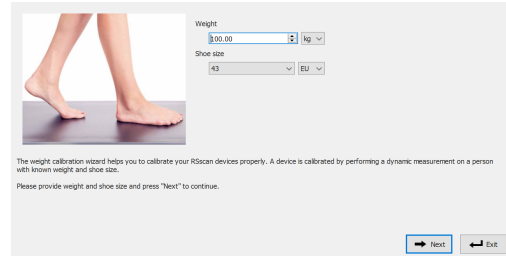 Weight
100.00 kg
Shoe size
43 EU
The weight calibration wizard helps you to calibrate your RSscan devices properly. A device is calibrated by performing a dynamic measurement on a person
with known weight and shoe size.
Please provide weight and shoe size and press "Next" to continue.
Next Exit